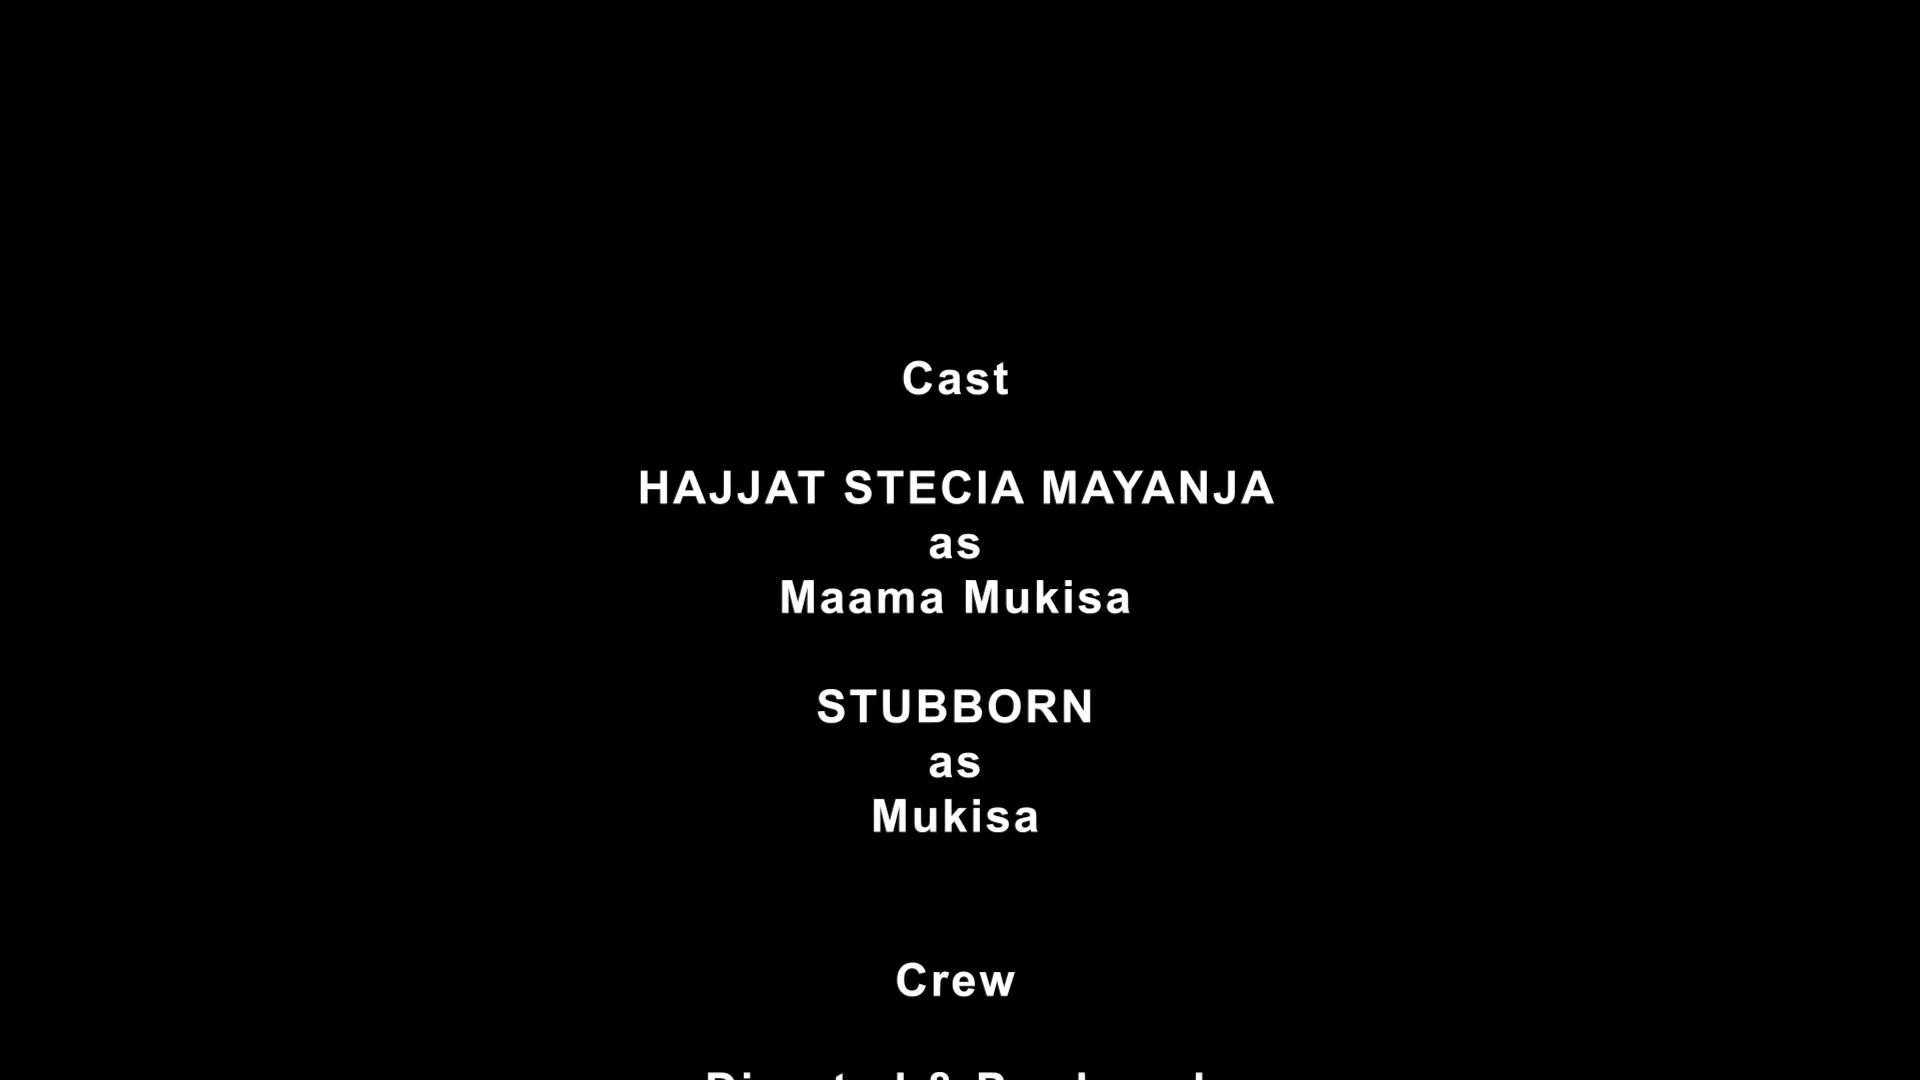 Cast
HAJJAT STECIA MAYANJA
as
Maama Mukisa
STUBBORN
as
Mukisa
Crew